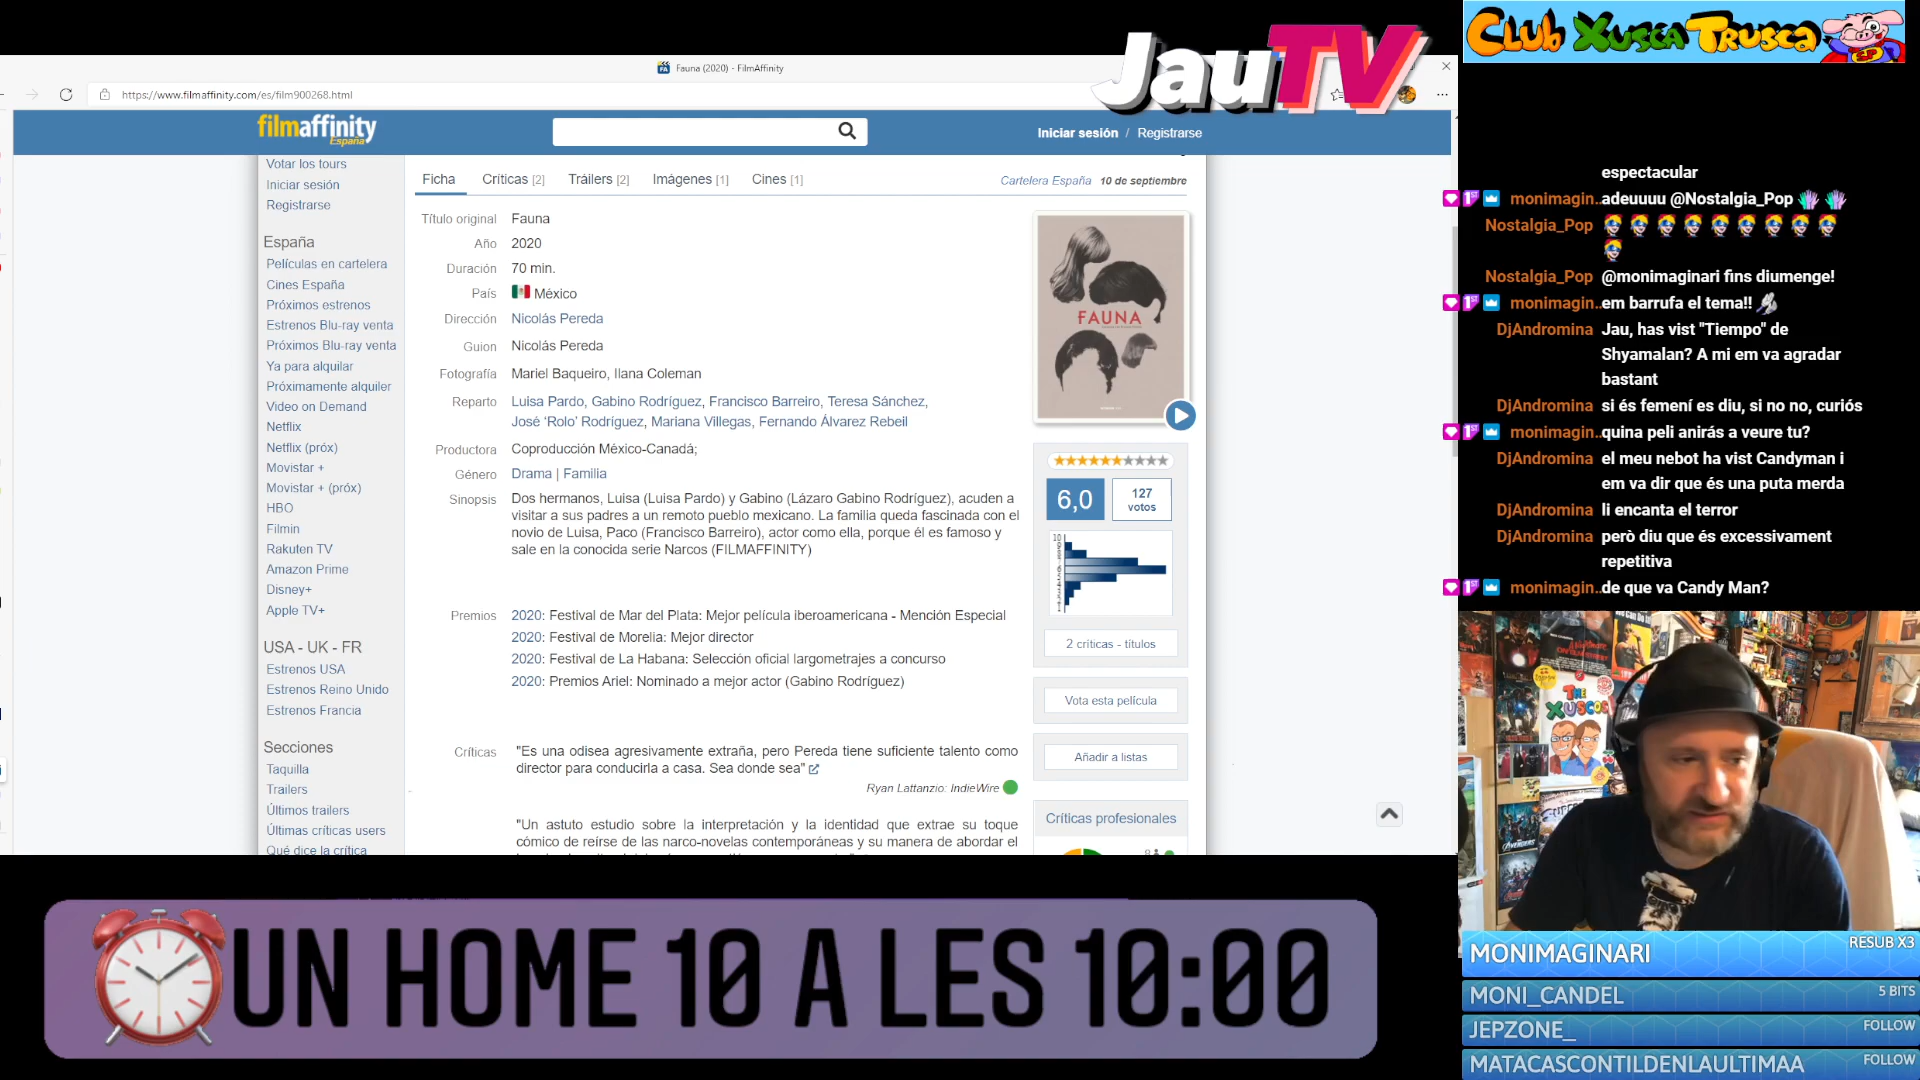 JauTV
CLUB XUSCA TRUSCA
Fauna (2020) - FilmAffinity
https://www.filmaffinity.com/es/film900268.html
filmaffinity
España
Iniciar sesión / Registrarse
Votar los tours
Iniciar sesión
Registrarse
España
Películas en cartelera
Cines España
Próximos estrenos
Estrenos Blu-ray venta
Próximos Blu-ray venta
Ya para alquilar
Próximamente alquiler
Video on Demand
Netflix
Netflix (próx)
Movistar +
Movistar + (próx)
HBO
Filmin
Rakuten TV
Amazon Prime
Disney+
Apple TV+
USA - UK - FR
Estrenos USA
Estrenos Reino Unido
Estrenos Francia
Secciones
Taquilla
Trailers
Últimos trailers
Últimas críticas users
Qué dice la crítica
Ficha Críticas [2] Tráilers [2] Imágenes [1] Cines [1]
Cartelera España 10 de septiembre
Título original Fauna
Año 2020
Duración 70 min.
País México
Dirección Nicolás Pereda
Guion Nicolás Pereda
Fotografía Mariel Baqueiro, Ilana Coleman
Reparto Luisa Pardo, Gabino Rodríguez, Francisco Barreiro, Teresa Sánchez,
José 'Rolo' Rodríguez, Mariana Villegas, Fernando Álvarez Rebeil
Productora Coproducción México-Canadá;
Género Drama | Familia
Sinopsis Dos hermanos, Luisa (Luisa Pardo) y Gabino (Lázaro Gabino Rodríguez), acuden a
visitar a sus padres a un remoto pueblo mexicano. La familia queda fascinada con el
novio de Luisa, Paco (Francisco Barreiro), actor como ella, porque él es famoso y
sale en la conocida serie Narcos (FILMAFFINITY)
Premios 2020: Festival de Mar del Plata: Mejor película iberoamericana - Mención Especial
2020: Festival de Morelia: Mejor director
2020: Festival de La Habana: Selección oficial largometrajes a concurso
2020: Premios Ariel: Nominado a mejor actor (Gabino Rodríguez)
Críticas "Es una odisea agresivamente extraña, pero Pereda tiene suficiente talento como
director para conducirla a casa. Sea donde sea"
Ryan Lattanzio: IndieWire
"Un astuto estudio sobre la interpretación y la identidad que extrae su toque
cómico de reírse de las narco-novelas contemporáneas y su manera de abordar el
FAUNA
6,0
127
votos
10
2 críticas - títulos
Vota esta película
Añadir a listas
Críticas profesionales
espectacular
monimagin.. adeuuuu @Nostalgia_Pop
Nostalgia_Pop
Nostalgia_Pop @monimaginari fins diumenge!
monimagin.. em barrufa el tema!!
DjAndromina Jau, has vist "Tiempo" de
Shyamalan? A mi em va agradar
bastant
DjAndromina si és femení es diu, si no no, curiós
monimagin.. quina peli anirás a veure tu?
DjAndromina el meu nebot ha vist Candyman i
em va dir que és una puta merda
DjAndromina li encanta el terror
DjAndromina però diu que és excessivament
repetitiva
monimagin.. de que va Candy Man?
THE
XUSCOS
AVENGERS
MONIMAGINARI RESUB X3
MONI_CANDEL 5 BITS
JEPZONE_ FOLLOW
MATACASCONTILDENLAULTIMAA FOLLOW
UN HOME 10 A LES 10:00